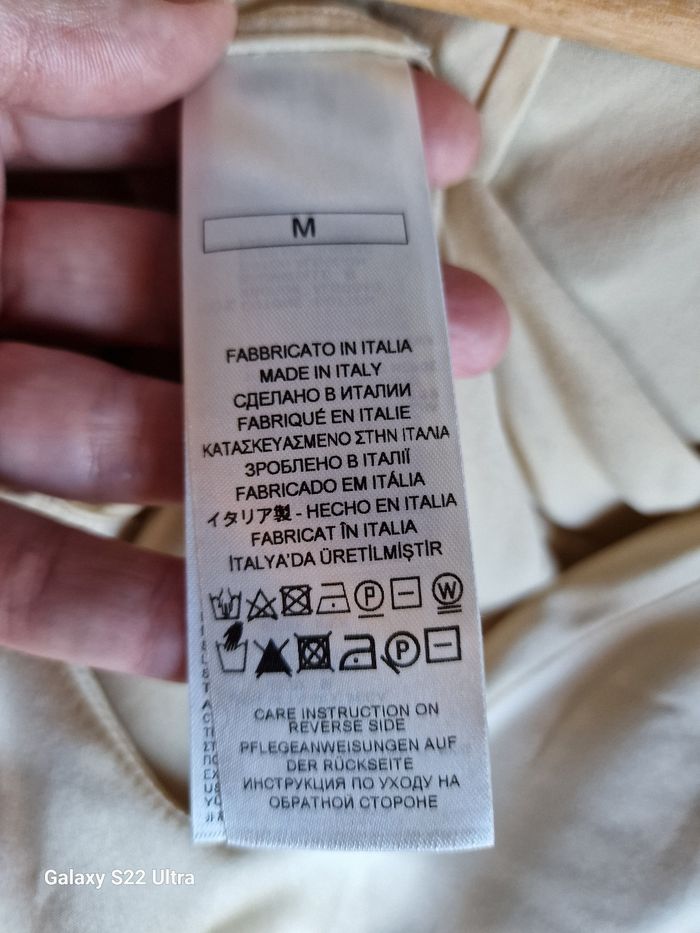 M
FABBRICATO IN ITALIA
MADE IN ITALY
СДЕЛАНО В ИТАЛИИ
FABRIQUÉ EN ITALIE
ΚΑΤΑΣΚΕΥΑΣΜΕΝΟ ΣΤΗΝ ΙΤΑΛΙΑ
ЗРОБЛЕНО В ІТАЛІЇ
FABRICADO EM ITÁLIA
イタリア製 - HECHO EN ITALIA
FABRICAT ÎN ITALIA
İTALYA'DA ÜRETİLMİŞTİR
P
W
P
CARE INSTRUCTION ON
REVERSE SIDE
PFLEGEANWEISUNGEN AUF
DER RÜCKSEITE
ИНСТРУКЦИЯ ПО УХОДУ НА
ОБРАТНОЙ СТОРОНЕ
Galaxy S22 Ultra